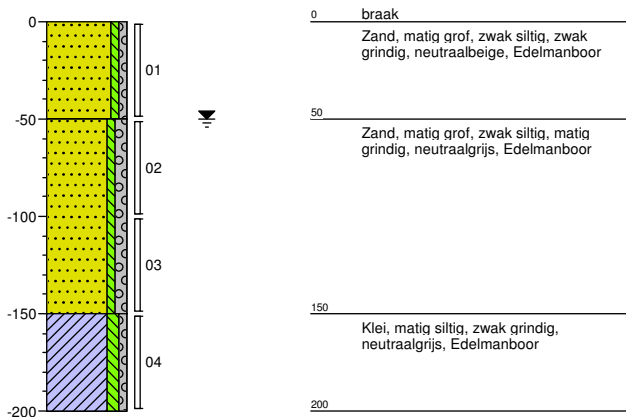 0
-50
-100
-150
-200
01
02
03
04
0 braak
Zand, matig grof, zwak siltig, zwak
grindig, neutraalbeige, Edelmanboor
50
Zand, matig grof, zwak siltig, matig
grindig, neutraalgrijs, Edelmanboor
150
Klei, matig siltig, zwak grindig,
neutraalgrijs, Edelmanboor
200